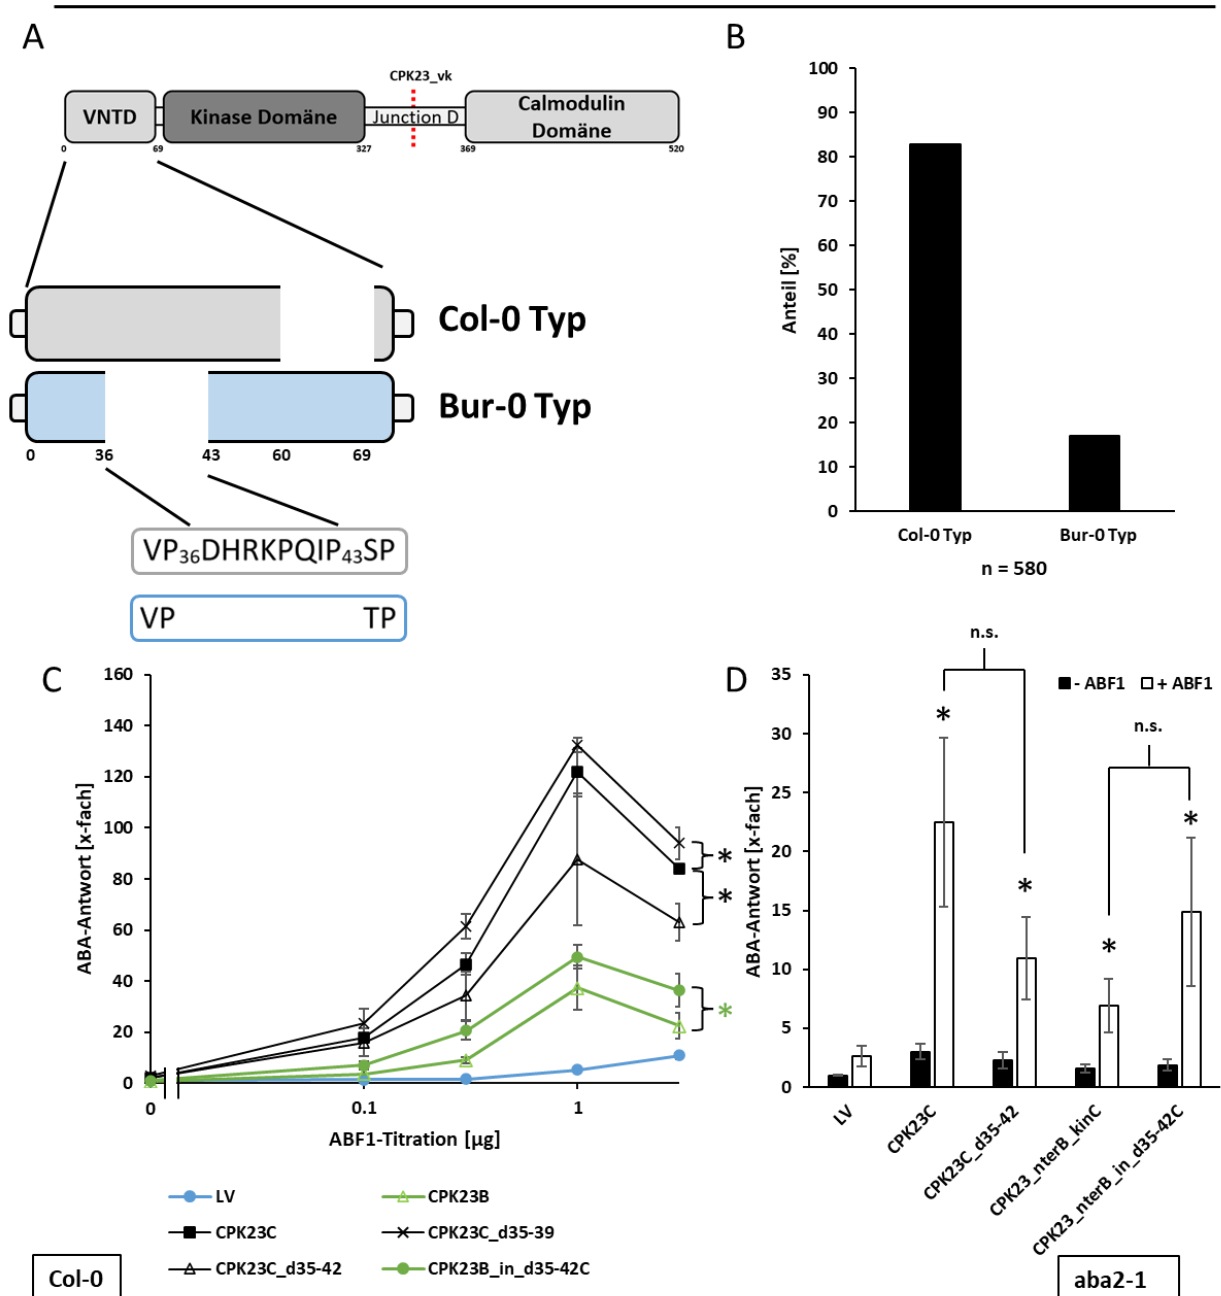 A
CPK23_vk
VNTD
Kinase Domäne
Junction D
Calmodulin
Domäne
0
69
327
369
520
Col-0 Typ
Bur-0 Typ
0
36
43
60
69
VP36DHRKPQIP43SP
VP TP
B
100
90
80
70
60
50
40
30
20
10
0
Anteil [%]
Col-0 Typ
Bur-0 Typ
n = 580
C
160
140
120
100
80
60
40
20
0
ABA-Antwort [x-fach]
*
*
*
0
0.1
1
ABF1-Titration [µg]
LV
CPK23B
CPK23C
CPK23C_d35-39
CPK23C_d35-42
CPK23B_in_d35-42C
Col-0
D
n.s.
- ABF1
+ ABF1
n.s.
35
30
25
20
15
10
5
0
ABA-Antwort [x-fach]
*
*
*
*
LV
CPK23C
CPK23C_d35-42
CPK23_nterB_kinC
CPK23_nterB_in_d35-42C
aba2-1